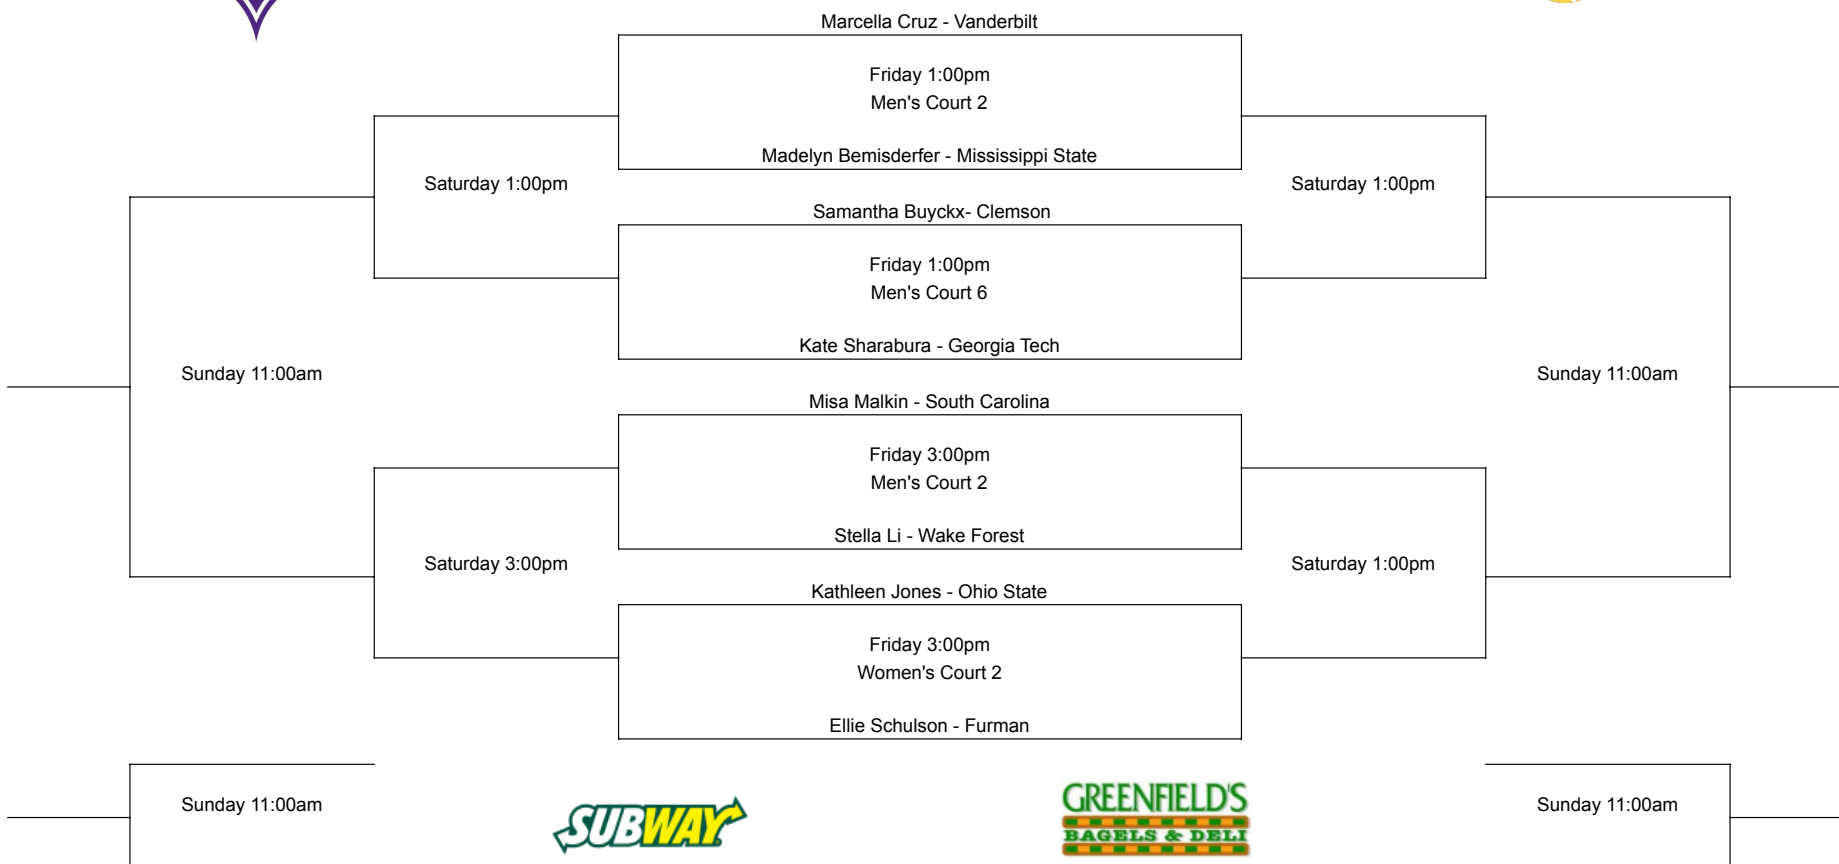 Marcella Cruz - Vanderbilt
Friday 1:00pm
Men's Court 2
Madelyn Bemisderfer - Mississippi State
Saturday 1:00pm
Saturday 1:00pm
Samantha Buyckx- Clemson
Friday 1:00pm
Men's Court 6
Kate Sharabura - Georgia Tech
Sunday 11:00am
Sunday 11:00am
Misa Malkin - South Carolina
Friday 3:00pm
Men's Court 2
Stella Li - Wake Forest
Saturday 3:00pm
Saturday 1:00pm
Kathleen Jones - Ohio State
Friday 3:00pm
Women's Court 2
Ellie Schulson - Furman
Sunday 11:00am
SUBWAY
GREENFIELD'S
BAGELS & DELI
Sunday 11:00am